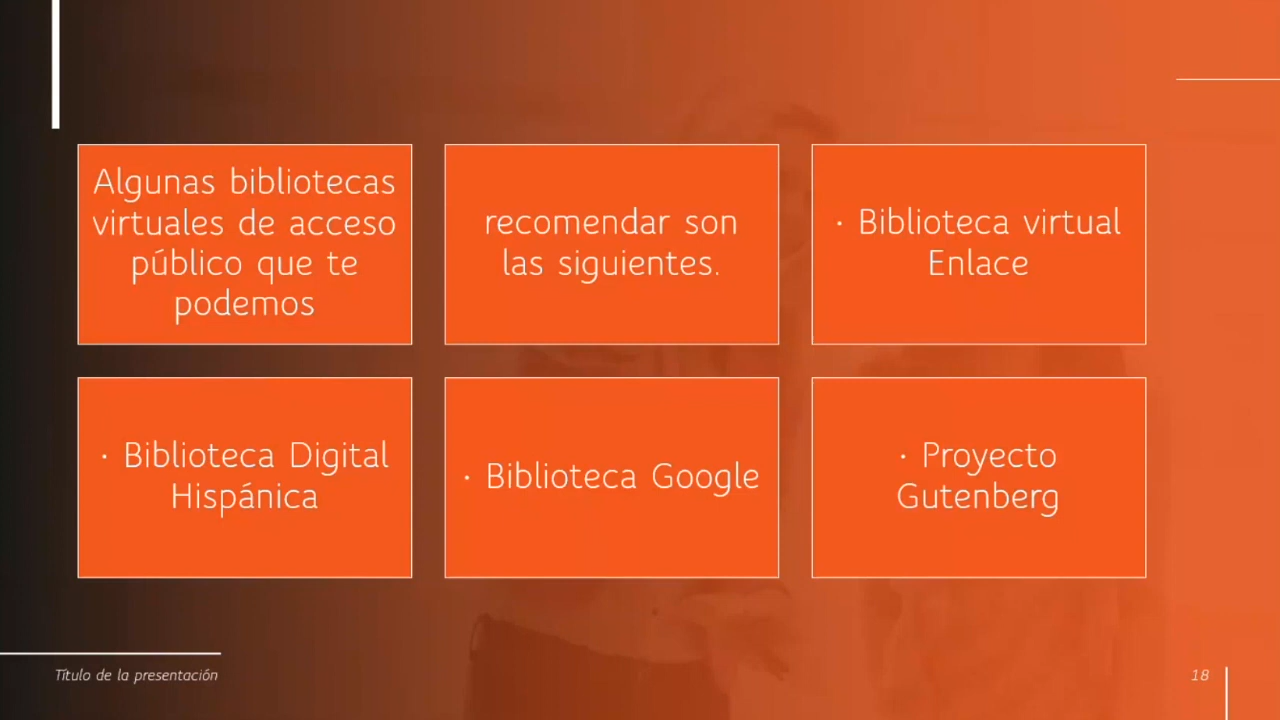 Algunas bibliotecas
virtuales de acceso
público que te
podemos
recomendar son
las siguientes.
· Biblioteca virtual
Enlace
· Biblioteca Digital
Hispánica
· Biblioteca Google
· Proyecto
Gutenberg
Título de la presentación
18